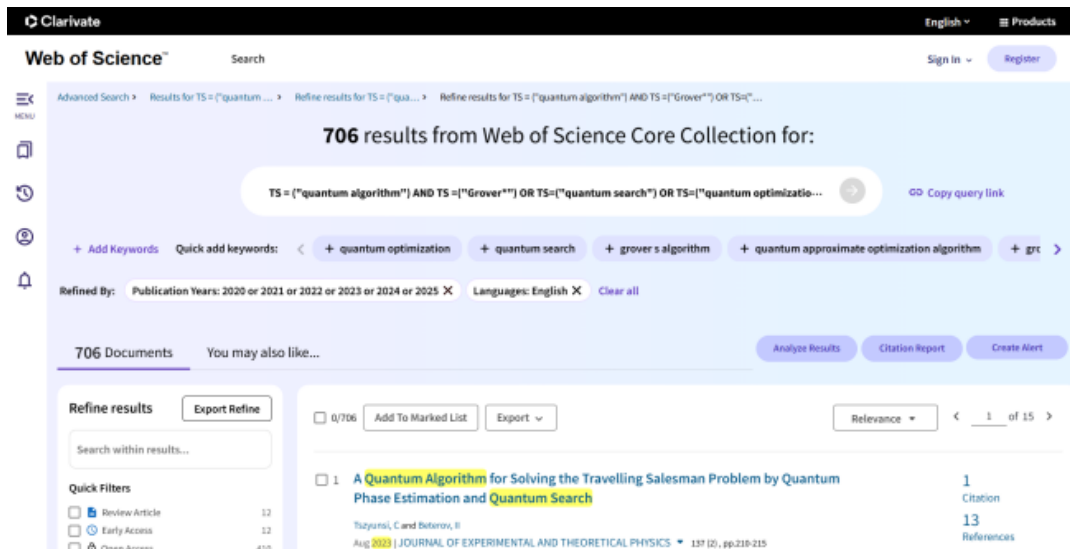 Clarivate
English
Products
Web of Science™
Search
Sign In
Register
MENU
Advanced Search > Results for TS = ("quantum ... > Refine results for TS = ("qua... > Refine results for TS = ("quantum algorithm") AND TS =("Grover*") OR TS=("...
706 results from Web of Science Core Collection for:
TS = ("quantum algorithm") AND TS =("Grover*") OR TS=("quantum search") OR TS=("quantum optimizatio...
Copy query link
+ Add Keywords Quick add keywords: < + quantum optimization + quantum search + grover s algorithm + quantum approximate optimization algorithm + grc >
Refined By: Publication Years: 2020 or 2021 or 2022 or 2023 or 2024 or 2025 X Languages: English X Clear all
706 Documents You may also like...
Analyze Results Citation Report Create Alert
Refine results Export Refine
0/706 Add To Marked List Export
Relevance < 1 of 15 >
Search within results...
Quick Filters
Review Article 12
Early Access 12
Open Access 410
1 A Quantum Algorithm for Solving the Travelling Salesman Problem by Quantum
Phase Estimation and Quantum Search
Tszyunsi, C and Beterov, II
Aug 2023 | JOURNAL OF EXPERIMENTAL AND THEORETICAL PHYSICS 137 (2), pp.210-215
1
Citation
13
References